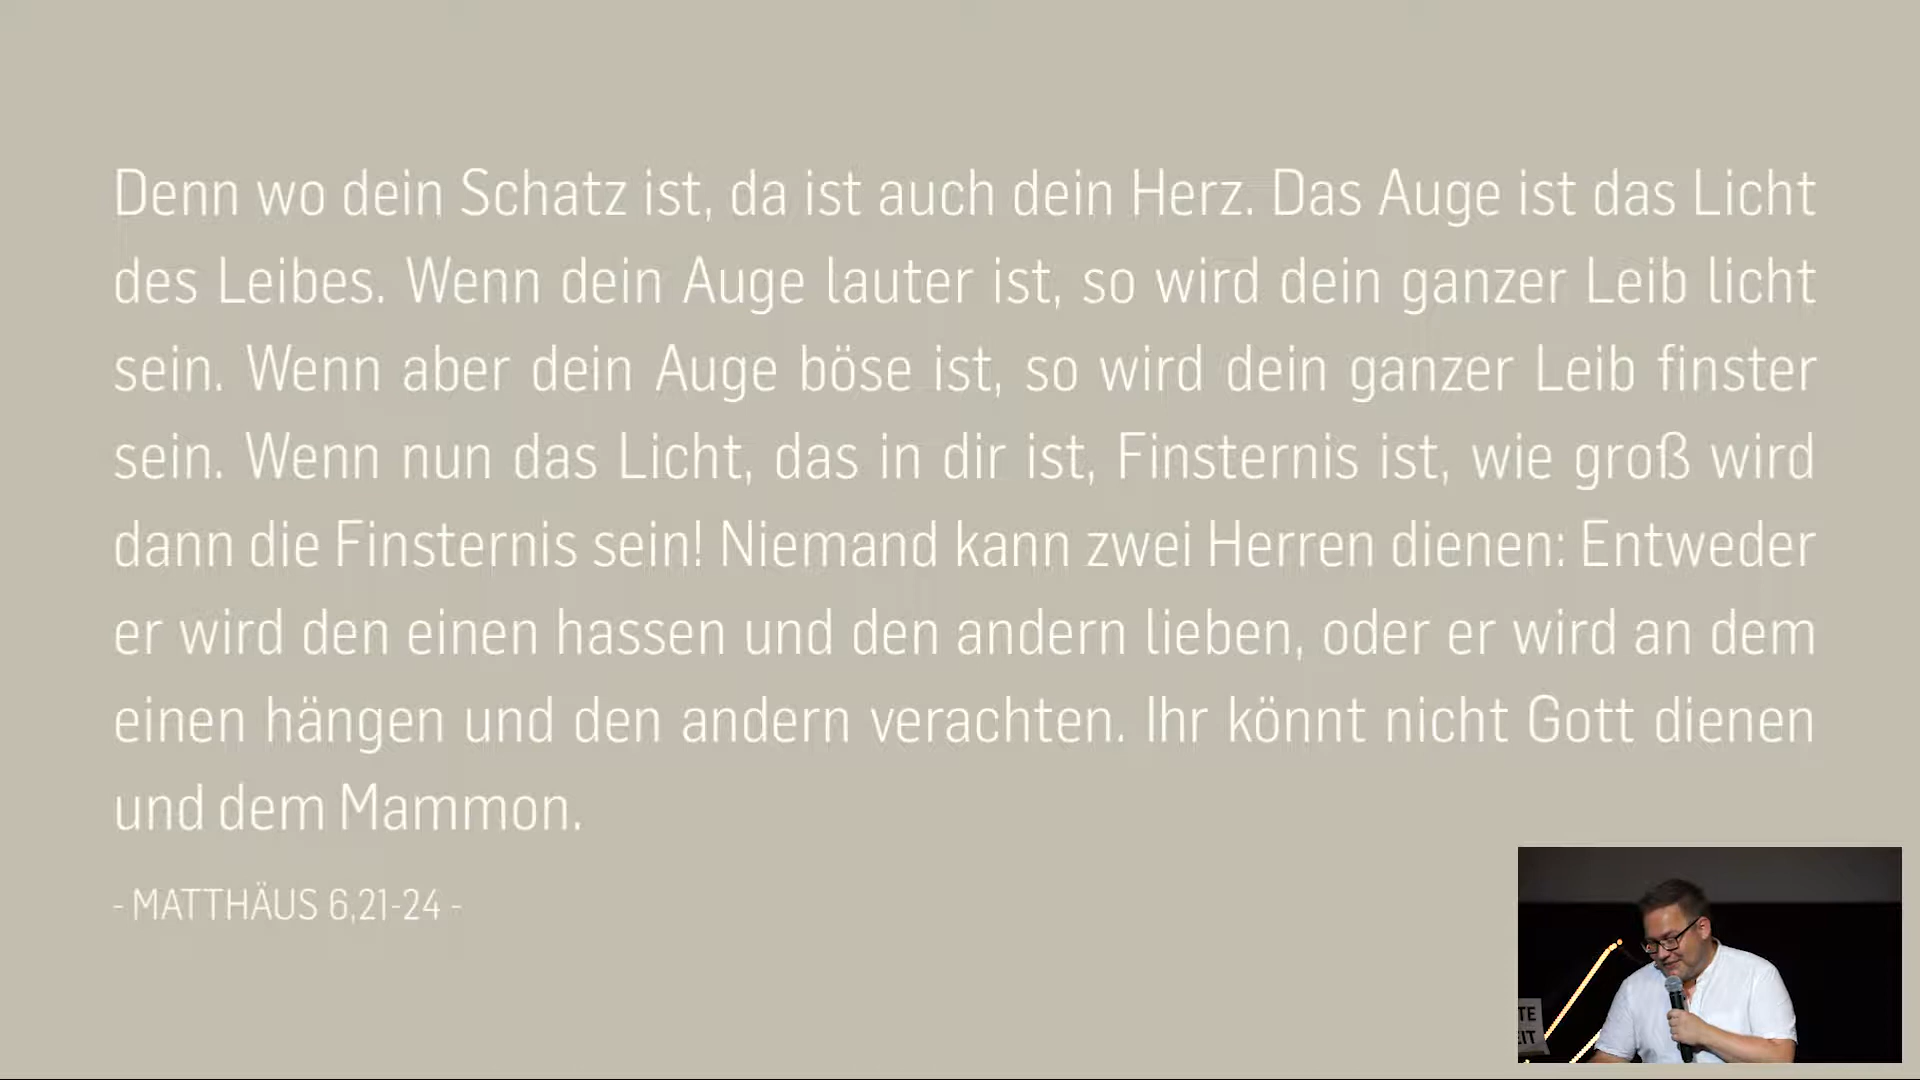 Denn wo dein Schatz ist, da ist auch dein Herz. Das Auge ist das Licht
des Leibes. Wenn dein Auge lauter ist, so wird dein ganzer Leib licht
sein. Wenn aber dein Auge böse ist, so wird dein ganzer Leib finster
sein. Wenn nun das Licht, das in dir ist, Finsternis ist, wie groß wird
dann die Finsternis sein! Niemand kann zwei Herren dienen: Entweder
er wird den einen hassen und den andern lieben, oder er wird an dem
einen hängen und den andern verachten. Ihr könnt nicht Gott dienen
und dem Mammon.
- MATTHÄUS 6,21-24 -
TE
EIT